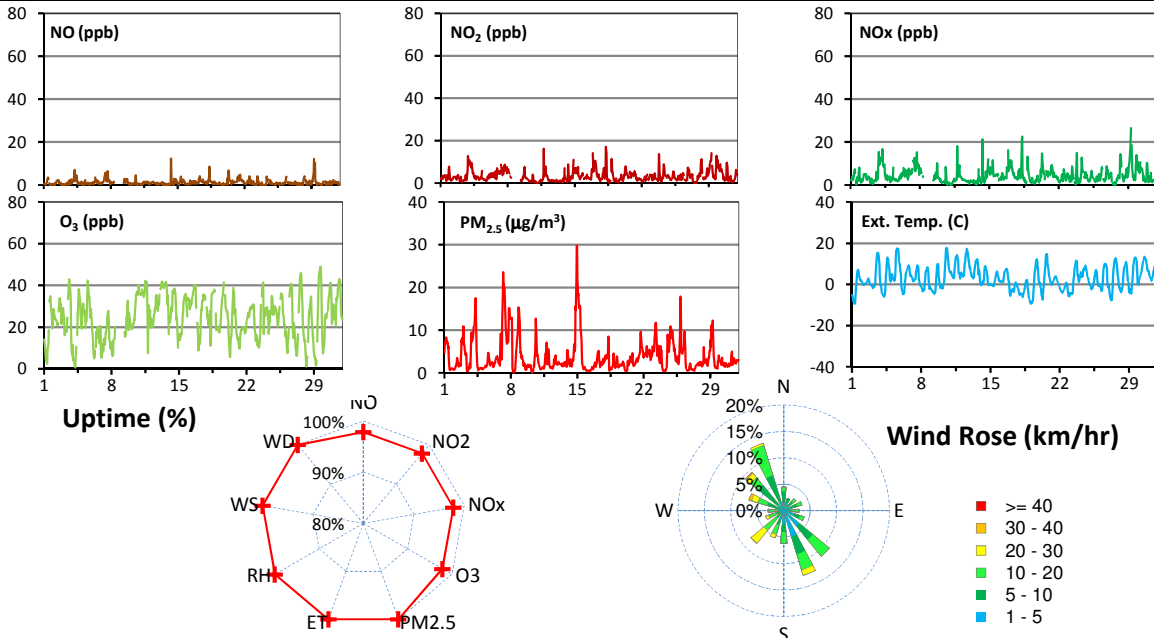 NO (ppb)
80
60
40
20
0
NO2 (ppb)
80
60
40
20
0
NOx (ppb)
80
60
40
20
0
O3 (ppb)
80
60
40
20
0
1 8 15 22 29
PM2.5 (µg/m³)
40
30
20
10
0
1 8 15 22 29
Ext. Temp. (C)
40
20
0
-20
-40
1 8 15 22 29
Uptime (%)
NO
NO2
NOx
O3
PM2.5
ET
RH
WS
WD
100%
90%
80%
Wind Rose (km/hr)
N
E
S
W
20%
15%
10%
5%
0%
>= 40
30 - 40
20 - 30
10 - 20
5 - 10
1 - 5